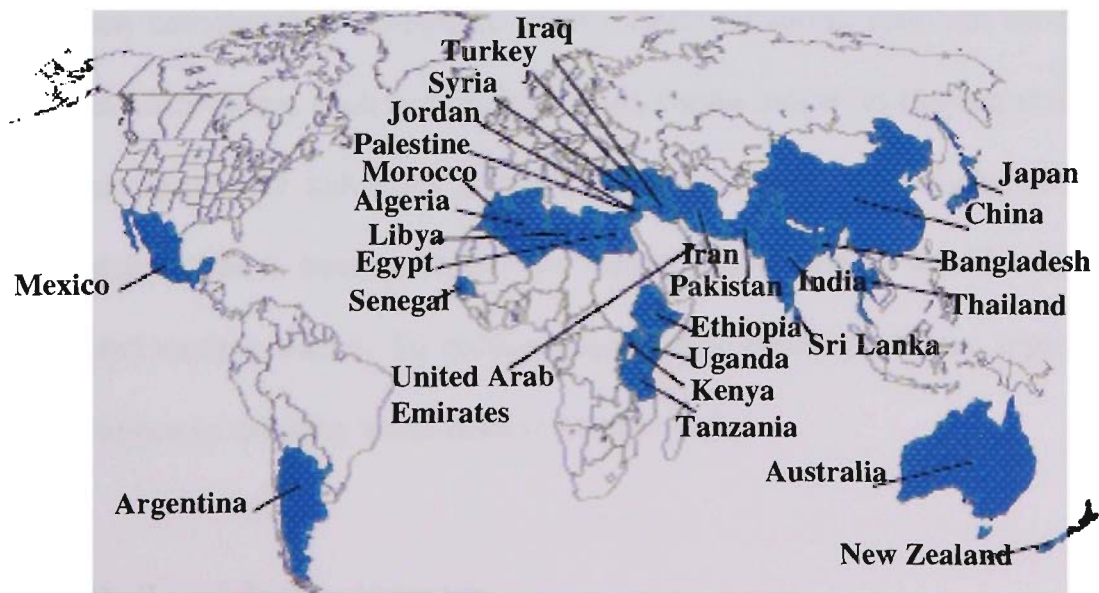 Iraq
Turkey
Syria
Jordan
Palestine
Morocco
Algeria
Libya
Egypt
Senegal
United Arab
Emirates
Mexico
Argentina
Japan
China
Bangladesh
Iran
Pakistan
India
Thailand
Sri Lanka
Ethiopia
Uganda
Kenya
Tanzania
Australia
New Zealand